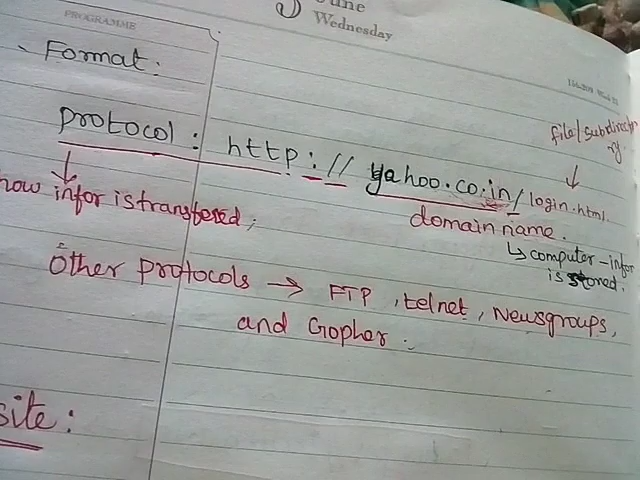 PROGRAMME
June
Wednesday
Format:
file/subdirectory
protocol: http:// yahoo.co.in/login.html.
how infor is transfered;
domain name.
↳ computer-infor
is stored.
Other protocols → FTP, telnet, Newsgroups,
and Gopher.
site: